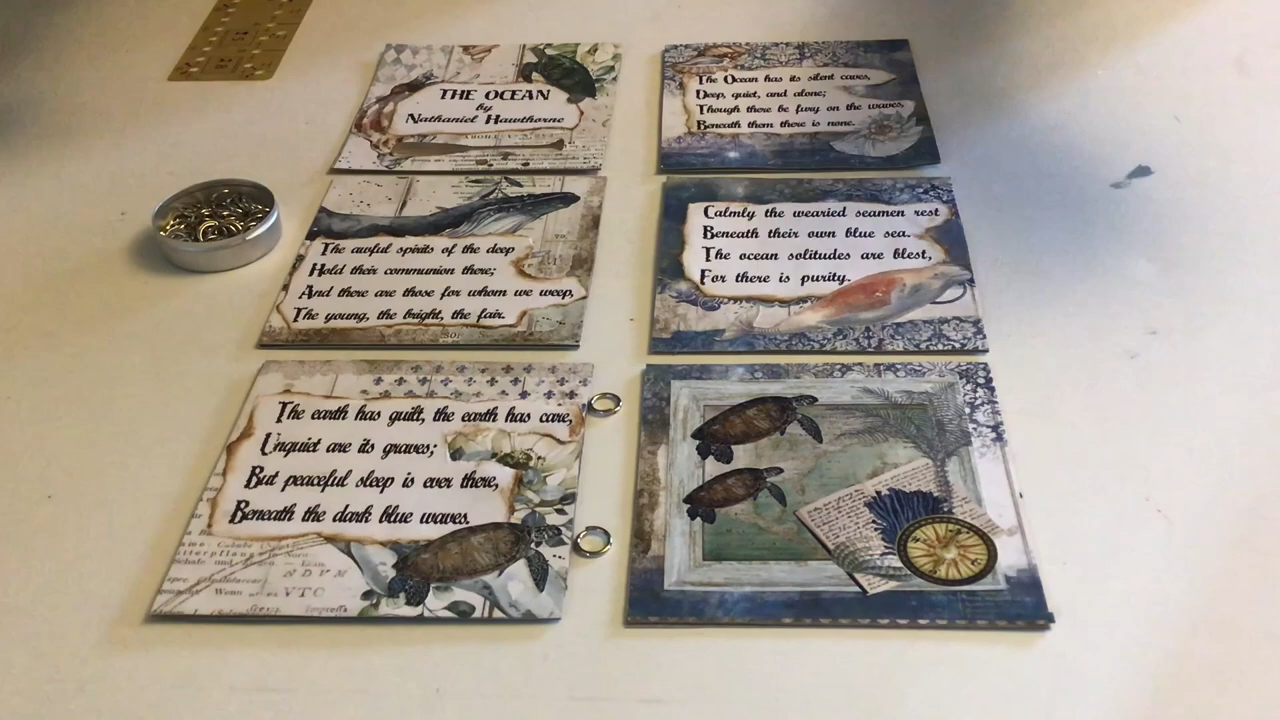 THE OCEAN
by
Nathaniel Hawthorne
The Ocean has its silent caves,
Deep, quiet, and alone;
Though there be fury on the waves,
Beneath them there is none.
The awful spirits of the deep
Hold their communion there;
And there are those for whom we weep,
The young, the bright, the fair.
Calmly the wearied seamen rest
Beneath their own blue sea.
The ocean solitudes are blest,
For there is purity.
The earth has guilt, the earth has care,
Unquiet are its graves;
But peaceful sleep is ever there,
Beneath the dark blue waves.
NDVM
VTC